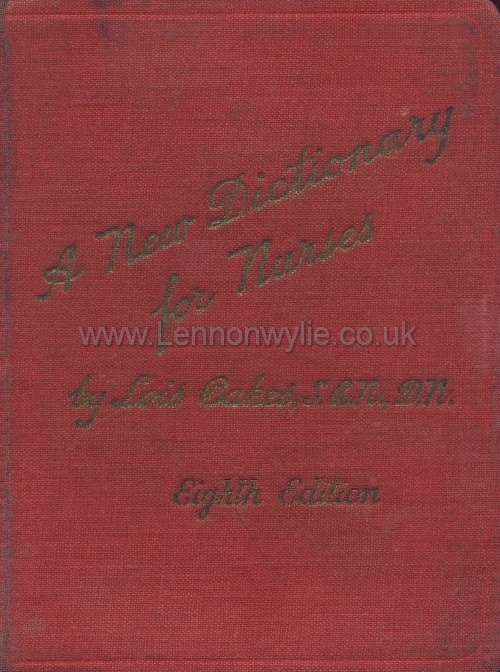 A New Dictionary
for Nurses
www.Lennonwylie.co.uk
by Lois Oakes, S.R.N., D.N.
Eighth Edition